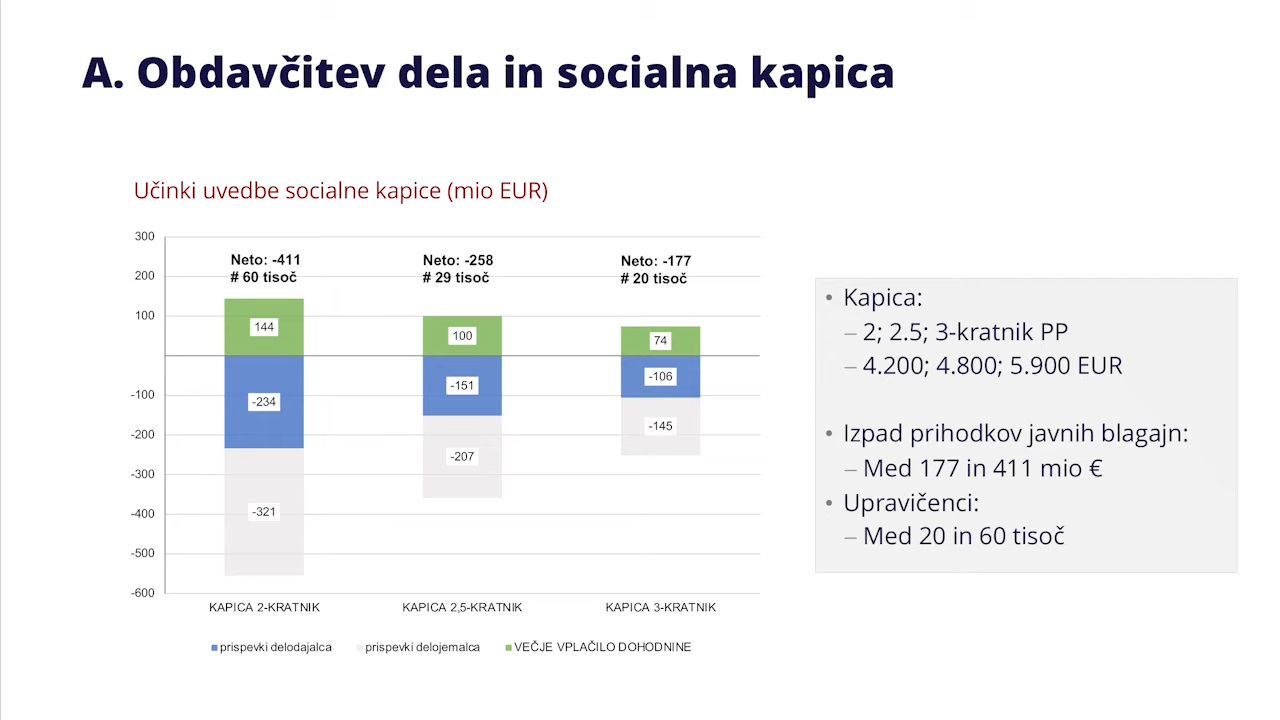 A. Obdavčitev dela in socialna kapica
Učinki uvedbe socialne kapice (mio EUR)
300
200
100
-100
-200
-300
-400
-500
-600
Neto: -411
# 60 tisoč
144
-234
-321
Neto: -258
# 29 tisoč
100
-151
-207
Neto: -177
# 20 tisoč
74
-106
-145
KAPICA 2-KRATNIK
KAPICA 2,5-KRATNIK
KAPICA 3-KRATNIK
prispevki delodajalca
prispevki delojemalca
VEČJE VPLAČILO DOHODNINE
• Kapica:
– 2; 2.5; 3-kratnik PP
– 4.200; 4.800; 5.900 EUR
• Izpad prihodkov javnih blagajn:
– Med 177 in 411 mio €
• Upravičenci:
– Med 20 in 60 tisoč